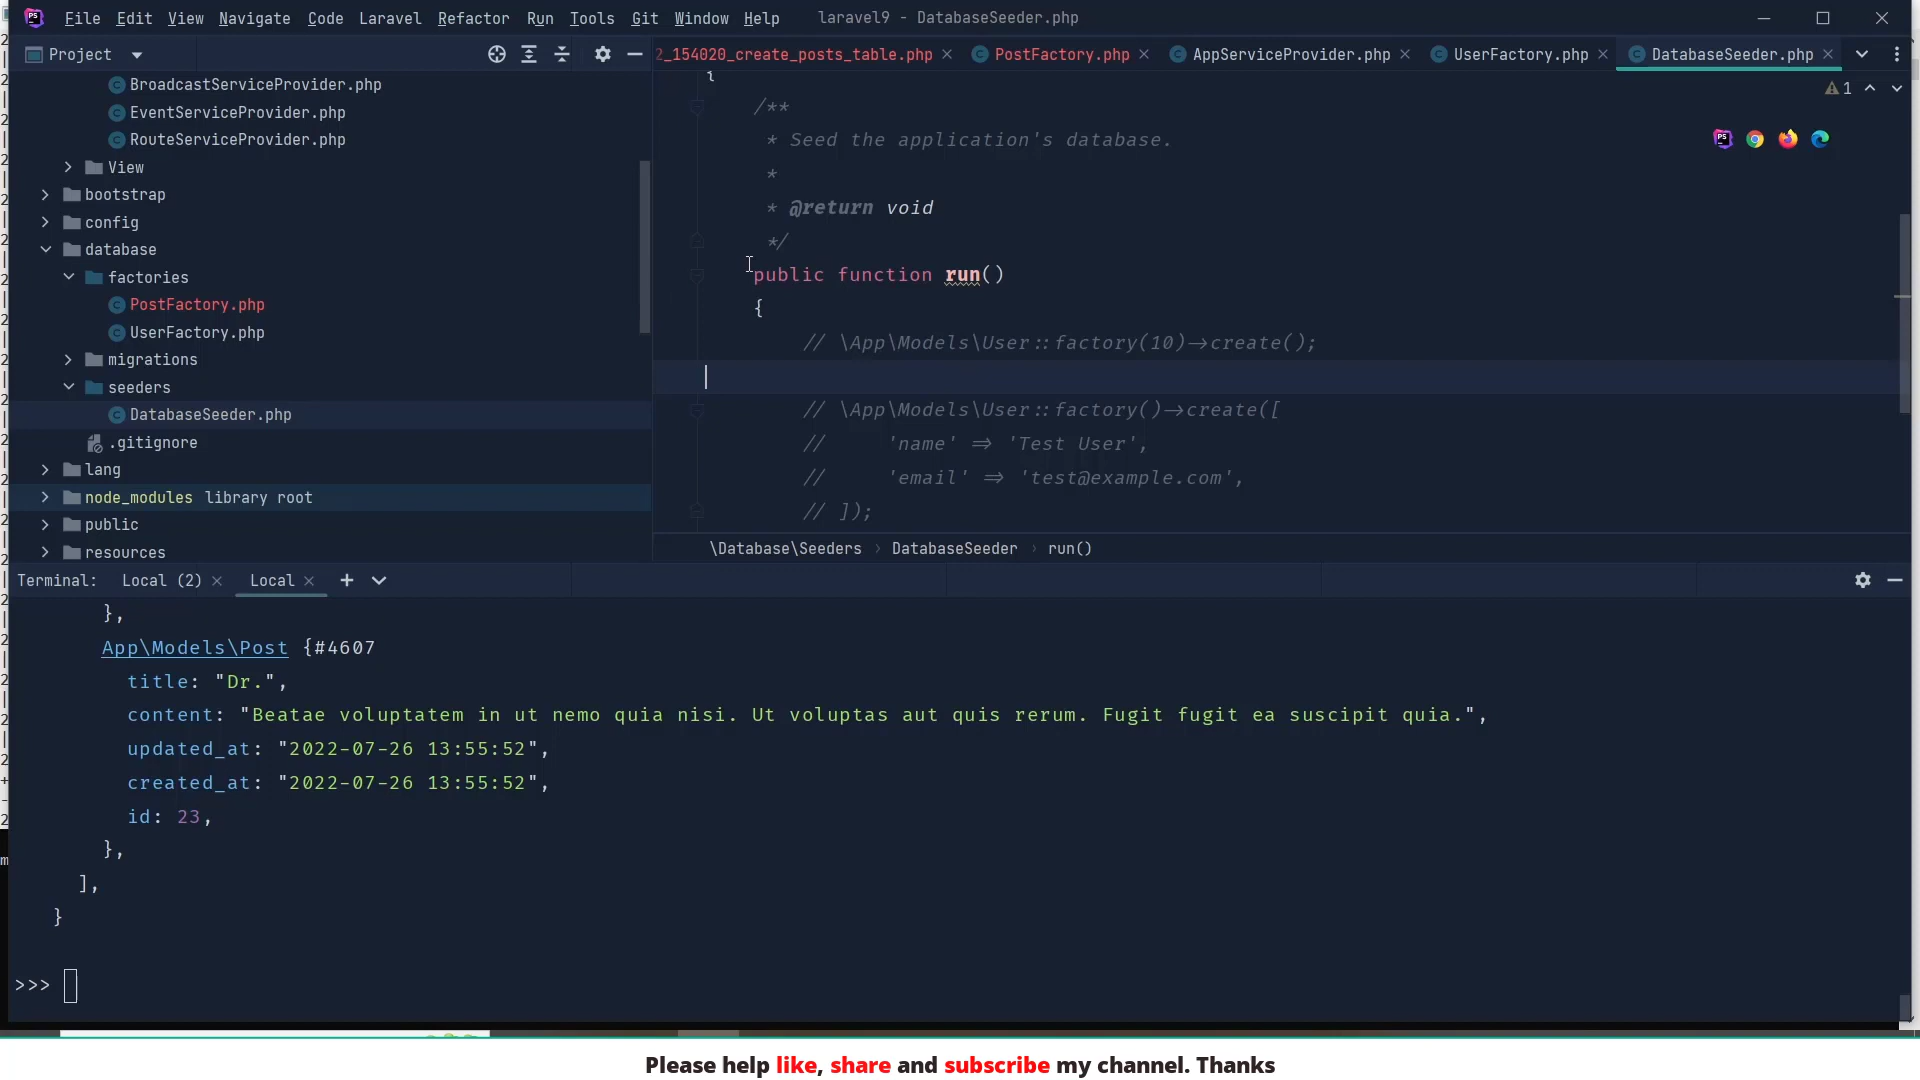 File Edit View Navigate Code Laravel Refactor Run Tools Git Window Help laravel9 - DatabaseSeeder.php
Project
2_154020_create_posts_table.php PostFactory.php AppServiceProvider.php UserFactory.php DatabaseSeeder.php
BroadcastServiceProvider.php
EventServiceProvider.php
RouteServiceProvider.php
View
bootstrap
config
database
factories
PostFactory.php
UserFactory.php
migrations
seeders
DatabaseSeeder.php
.gitignore
lang
node_modules library root
public
resources
1
{
/**
* Seed the application's database.
*
* @return void
*/
public function run()
{
// \App\Models\User::factory(10)->create();
// \App\Models\User::factory()->create([
// 'name' => 'Test User',
// 'email' => 'test@example.com',
// ]);
\Database\Seeders › DatabaseSeeder › run()
Terminal: Local (2) Local
},
App\Models\Post {#4607
title: "Dr.",
content: "Beatae voluptatem in ut nemo quia nisi. Ut voluptas aut quis rerum. Fugit fugit ea suscipit quia.",
updated_at: "2022-07-26 13:55:52",
created_at: "2022-07-26 13:55:52",
id: 23,
},
],
}
>>>
Please help like, share and subscribe my channel. Thanks